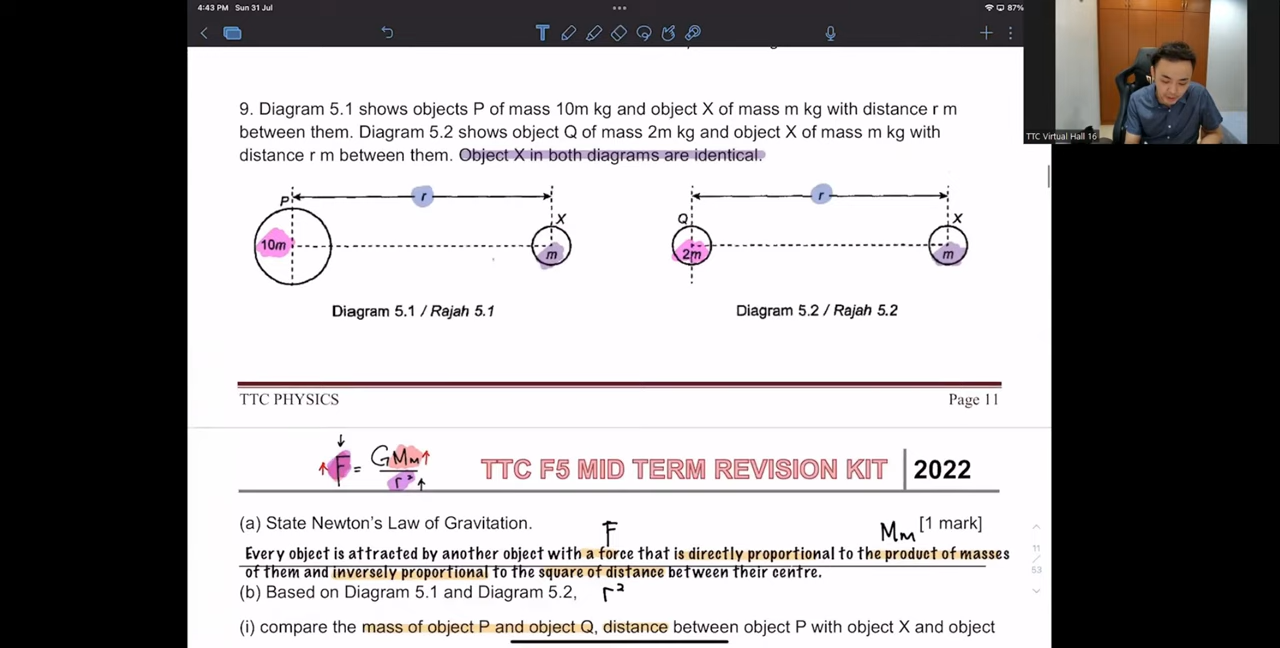 4:43 PM Sun 31 Jul
87%
TTC Virtual Hall 16
9. Diagram 5.1 shows objects P of mass 10m kg and object X of mass m kg with distance r m
between them. Diagram 5.2 shows object Q of mass 2m kg and object X of mass m kg with
distance r m between them. Object X in both diagrams are identical.
r
r
P
X
Q
X
10m
m
2m
m
Diagram 5.1 / Rajah 5.1
Diagram 5.2 / Rajah 5.2
TTC PHYSICS
Page 11
↓
↑F = GMm↑ / r²↑
TTC F5 MID TERM REVISION KIT 2022
(a) State Newton's Law of Gravitation.
F
Mm [1 mark]
Every object is attracted by another object with a force that is directly proportional to the product of masses
of them and inversely proportional to the square of distance between their centre.
(b) Based on Diagram 5.1 and Diagram 5.2,
r²
11
53
(i) compare the mass of object P and object Q, distance between object P with object X and object